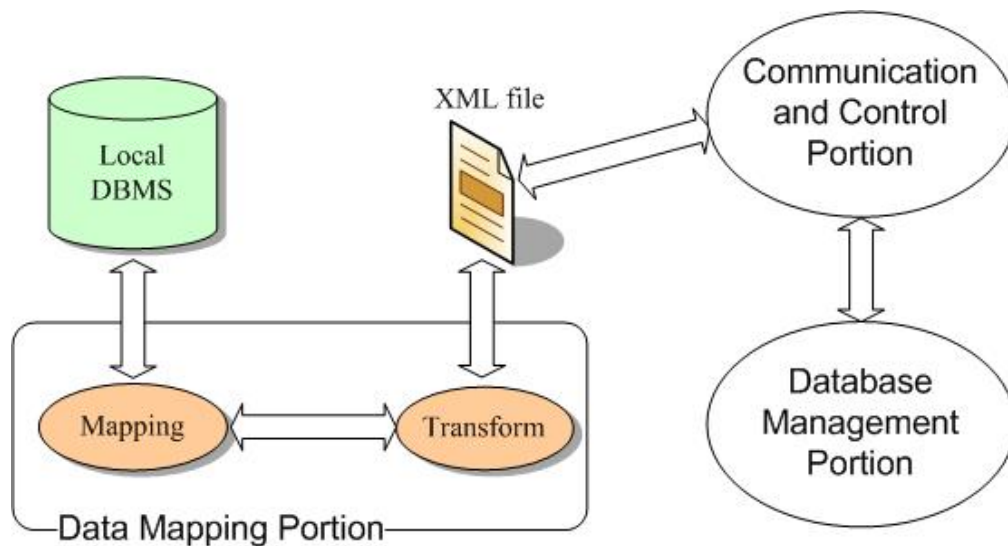 Local
DBMS
XML file
Communication
and Control
Portion
Mapping
Transform
Data Mapping Portion
Database
Management
Portion